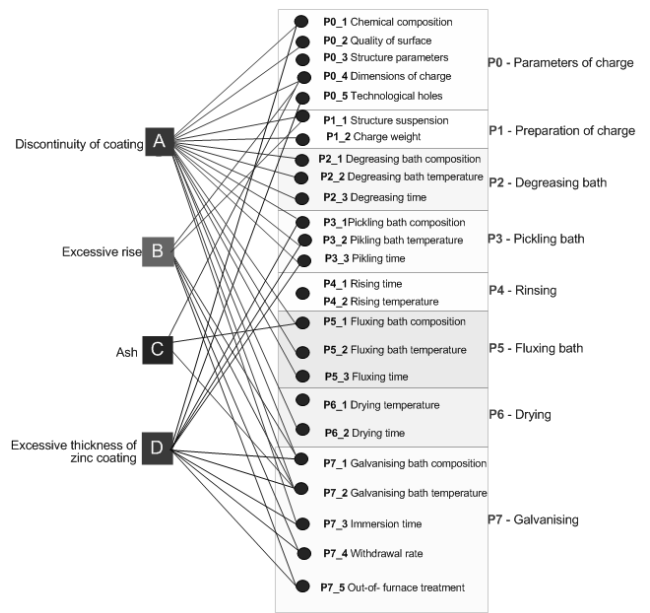 P0_1 Chemical composition
P0_2 Quality of surface
P0_3 Structure parameters
P0_4 Dimensions of charge
P0_5 Technological holes
P0 - Parameters of charge
P1_1 Structure suspension
P1_2 Charge weight
P1 - Preparation of charge
A
Discontinuity of coating
P2_1 Degreasing bath composition
P2_2 Degreasing bath temperature
P2_3 Degreasing time
P2 - Degreasing bath
P3_1Pickling bath composition
P3_2 Pikling bath temperature
P3_3 Pikling time
P3 - Pickling bath
B
Excessive rise
P4_1 Rising time
P4_2 Rising temperature
P4 - Rinsing
P5_1 Fluxing bath composition
P5_2 Fluxing bath temperature
P5_3 Fluxing time
P5 - Fluxing bath
C
Ash
P6_1 Drying temperature
P6_2 Drying time
P6 - Drying
D
Excessive thickness of
zinc coating
P7_1 Galvanising bath composition
P7_2 Galvanising bath temperature
P7_3 Immersion time
P7_4 Withdrawal rate
P7_5 Out-of- furnace treatment
P7 - Galvanising